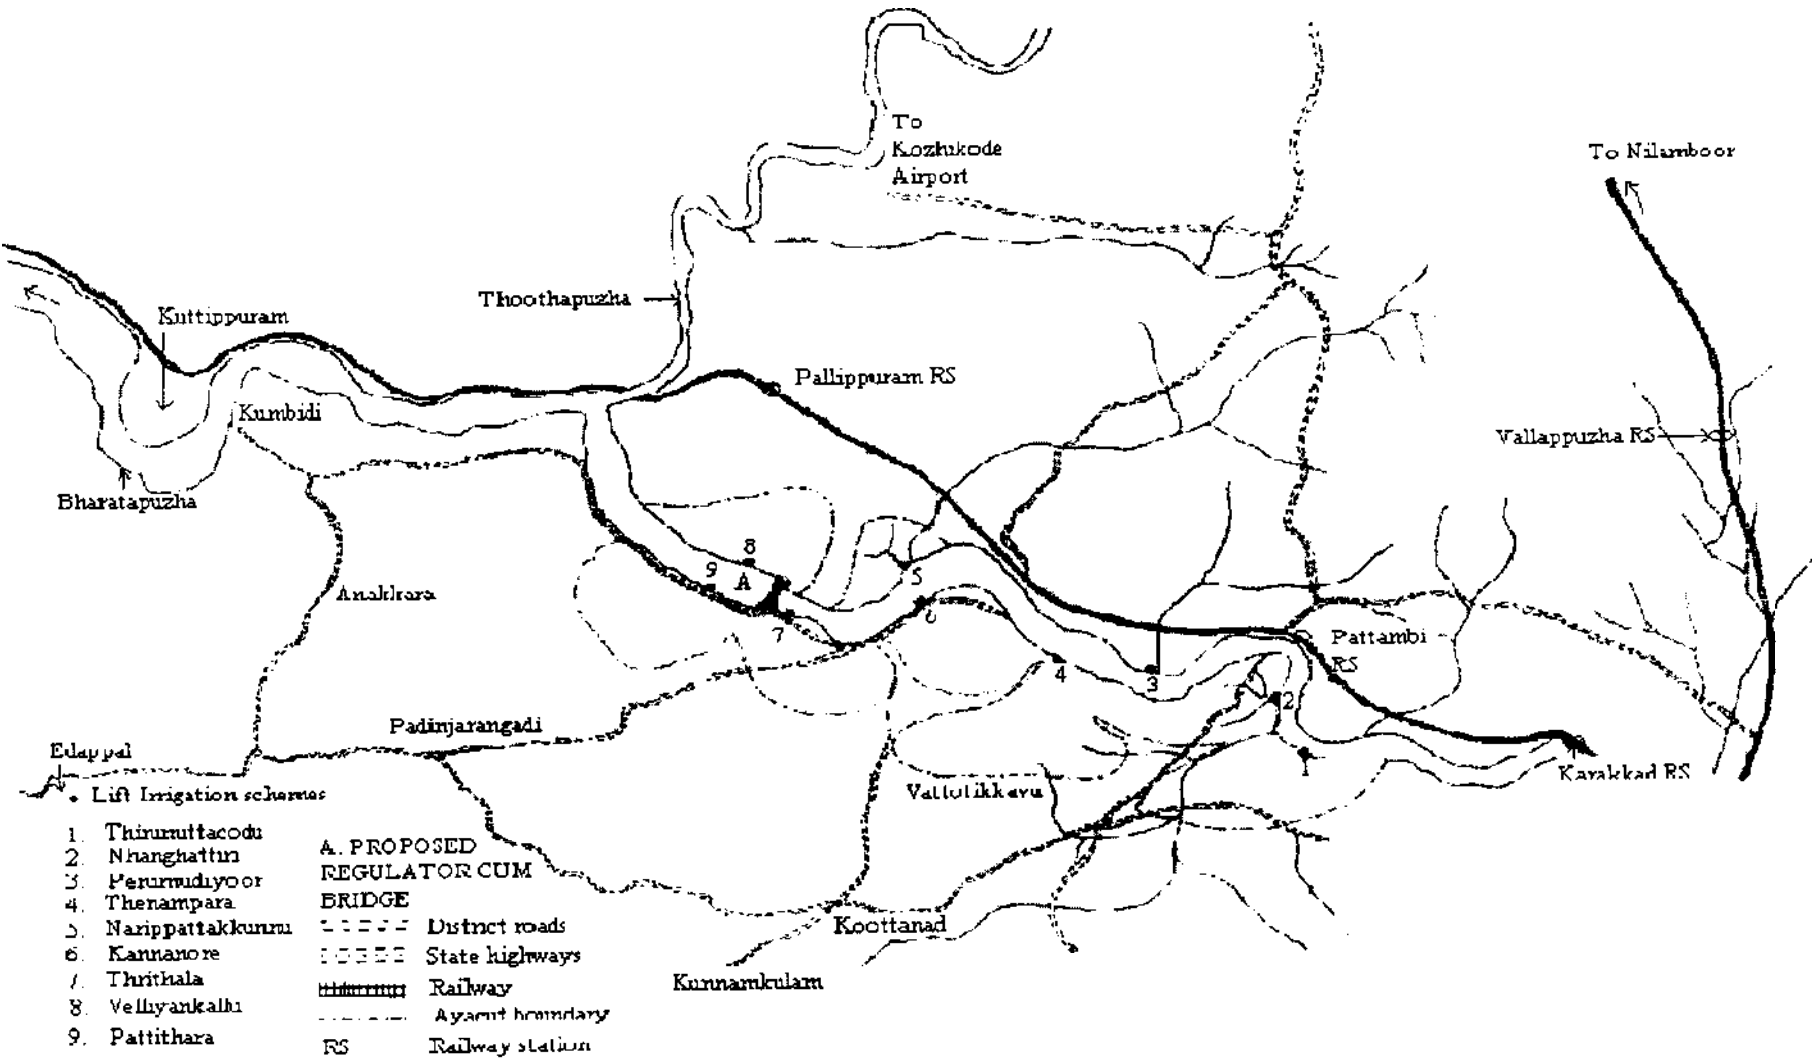 To
Kozhikode
Airport
To Nilamboor
Thoothapuzha
Kuttippuram
Pallippuram RS
Kumbidi
Vallappuzha RS
Bharatapuzha
8
9
A
5
Anakkara
6
7
Pattambi
RS
4
3
2
Padinjarangadi
Edappal
1
Karakkad RS
Vattolikkavu
Koottanad
Kunnamkulam
• Lift Irrigation schemes
1. Thirumuttacodu
2. Nhanghattiri
3. Perumudiyoor
4. Thenampara
5. Narippattakkunnu
6. Kannanore
7. Thrithala
8. Velliyankallu
9. Pattithara
A. PROPOSED
REGULATOR CUM
BRIDGE
District roads
State highways
Railway
Ayacut boundary
RS Railway station